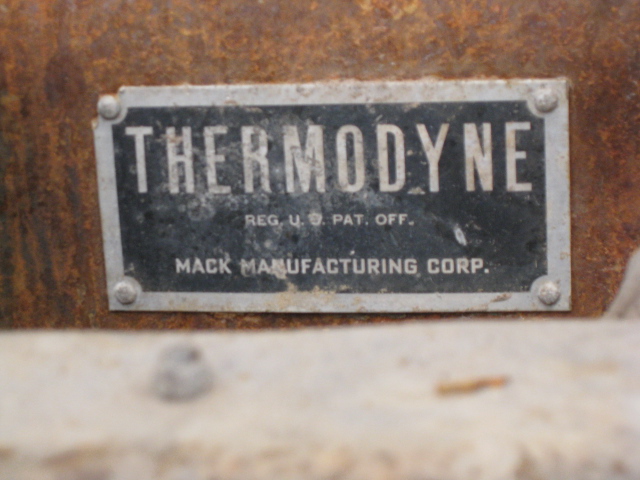 THERMODYNE
REG. U. S. PAT. OFF.
MACK MANUFACTURING CORP.